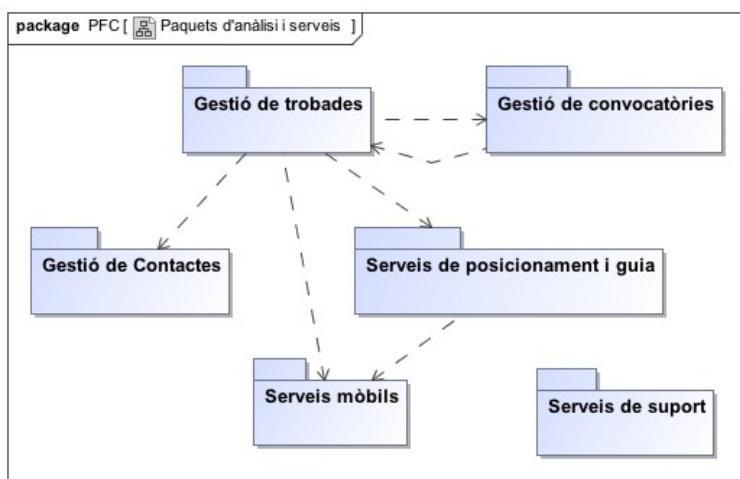 package PFC [ Paquets d'anàlisi i serveis ]
Gestió de trobades
Gestió de convocatòries
Gestió de Contactes
Serveis de posicionament i guia
Serveis mòbils
Serveis de suport